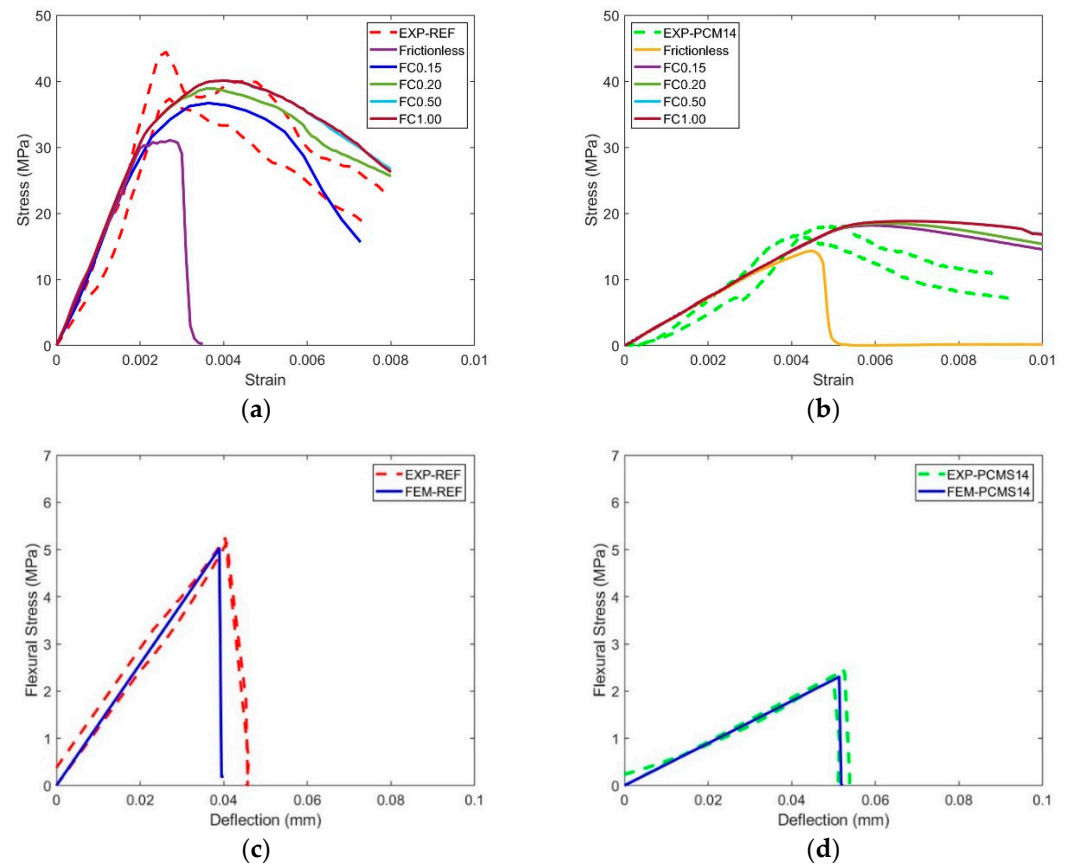 50
40
30
20
10
0
Stress (MPa)
EXP-REF
Frictionless
FC0.15
FC0.20
FC0.50
FC1.00
0 0.002 0.004 0.006 0.008 0.01
Strain
(a)
50
40
30
20
10
0
Stress (MPa)
EXP-PCM14
Frictionless
FC0.15
FC0.20
FC0.50
FC1.00
0 0.002 0.004 0.006 0.008 0.01
Strain
(b)
7
6
5
4
3
2
1
0
Flexural Stress (MPa)
EXP-REF
FEM-REF
0 0.02 0.04 0.06 0.08 0.1
Deflection (mm)
(c)
7
6
5
4
3
2
1
0
Flexural Stress (MPa)
EXP-PCMS14
FEM-PCMS14
0 0.02 0.04 0.06 0.08 0.1
Deflection (mm)
(d)